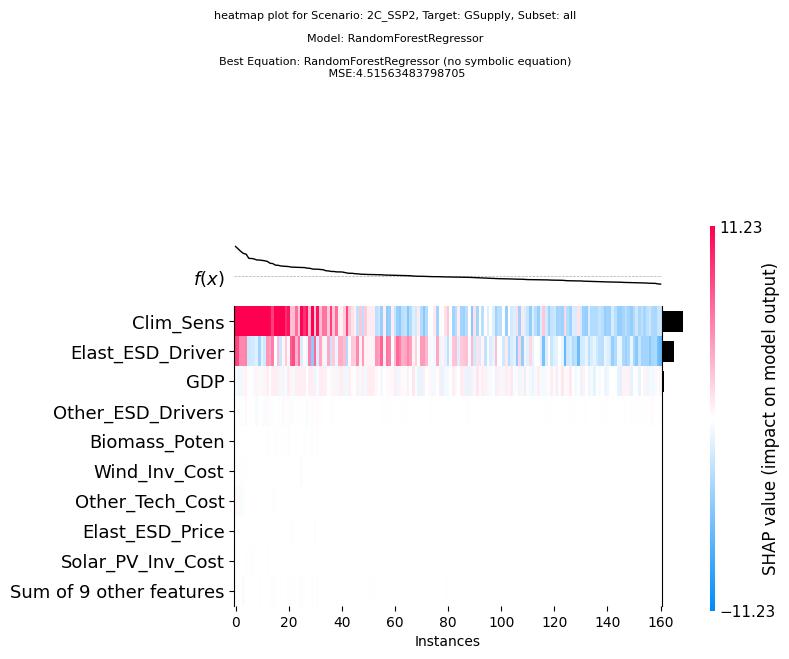 heatmap plot for Scenario: 2C_SSP2, Target: GSupply, Subset: all
Model: RandomForestRegressor
Best Equation: RandomForestRegressor (no symbolic equation)
MSE:4.51563483798705
11.23
f(x)
Clim_Sens
Elast_ESD_Driver
GDP
Other_ESD_Drivers
Biomass_Poten
Wind_Inv_Cost
Other_Tech_Cost
Elast_ESD_Price
Solar_PV_Inv_Cost
Sum of 9 other features
SHAP value (impact on model output)
−11.23
0 20 40 60 80 100 120 140 160
Instances